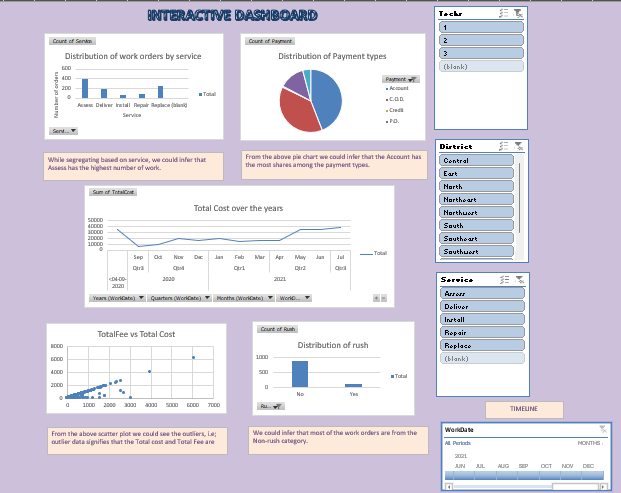 INTERACTIVE DASHBOARD
Count of Service
Distribution of work orders by service
Number of orders
600
400
200
0
Assess Deliver Install Repair Replace (blank)
Service
Total
While segregating based on service, we could infer that
Assess has the highest number of work.
Count of Payment
Distribution of Payment types
Payment
Account
C.O.D.
Credit
P.O.
From the above pie chart we could infer that the Account has
the most shares among the payment types.
Sum of TotalCost
Total Cost over the years
50000
40000
30000
20000
10000
0
Sep Oct Nov Dec Jan Feb Mar Apr May Jun Jul
Qtr3 Qtr4 Qtr1 Qtr2 Qtr3
<04-09-
2020
2020 2021
Total
Years (WorkDate) Quarters (WorkDate) Months (WorkDate) WorkD...
TotalFee vs Total Cost
8000
6000
4000
2000
0
0 1000 2000 3000 4000 5000 6000 7000
From the above scatter plot we could see the outliers, i.e;
outlier data signifies that the Total cost and Total Fee are
Count of Rush
Distribution of rush
1000
500
0
No Yes
Total
Ru...
We could infer that most of the work orders are from the
Non-rush category.
Techs
1
2
3
(blank)
District
Central
East
North
Northeast
Northwest
South
Southeast
Southwest
Service
Assess
Deliver
Install
Repair
Replace
(blank)
TIMELINE
WorkDate
All Periods
MONTHS
2021
JUN JUL AUG SEP OCT NOV DEC